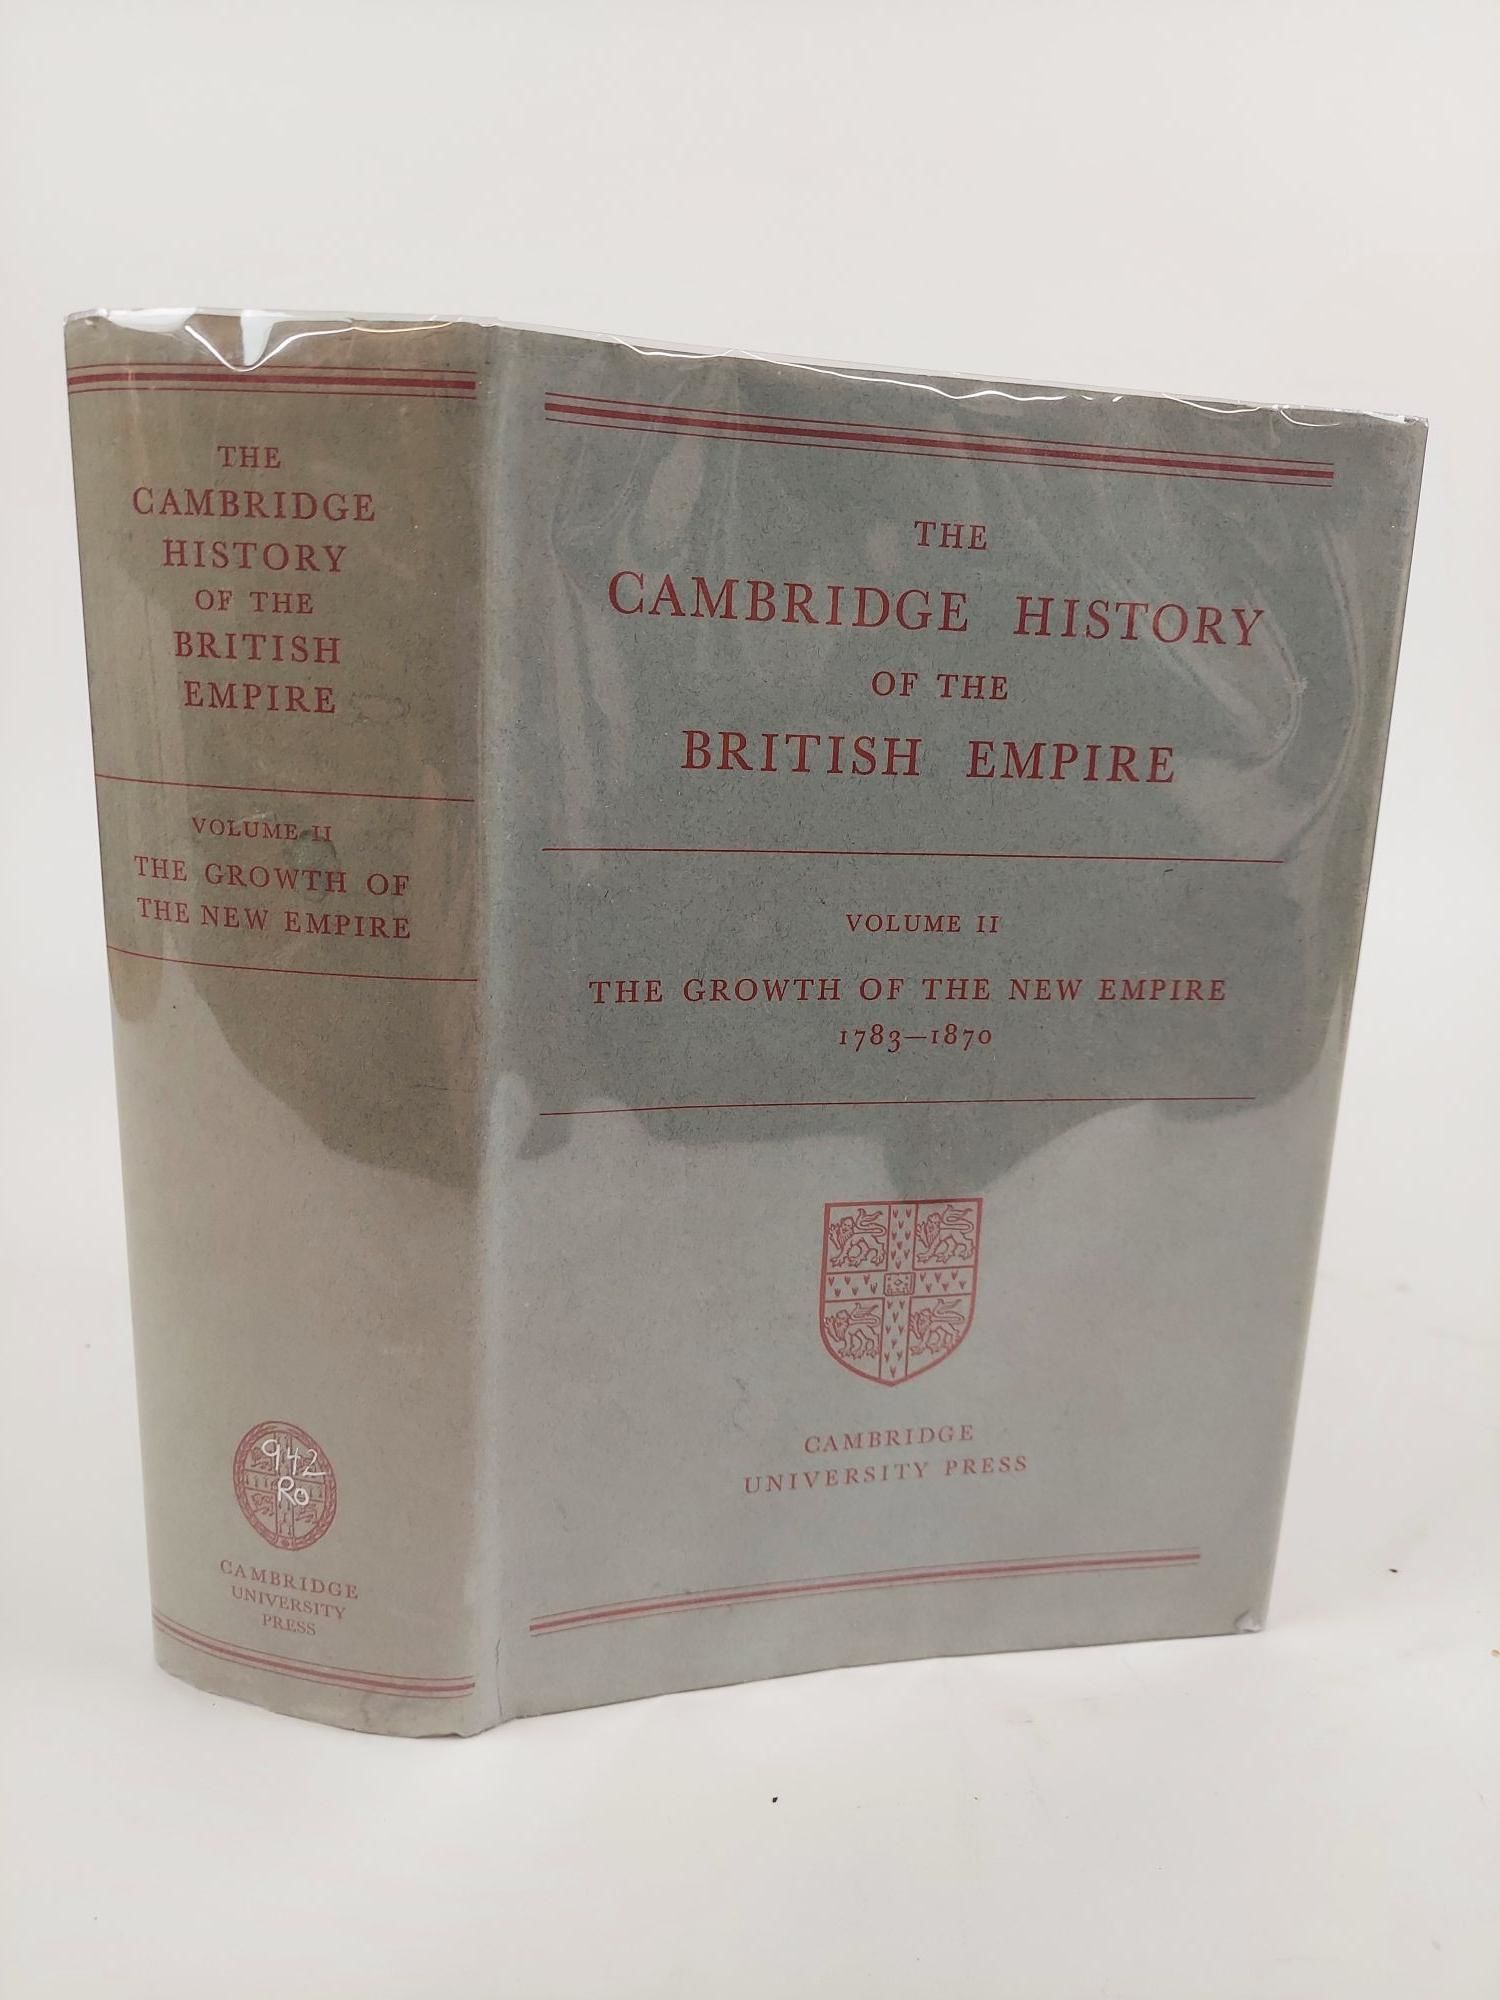 THE
CAMBRIDGE
HISTORY
OF THE
BRITISH
EMPIRE
VOLUME II
THE GROWTH OF
THE NEW EMPIRE
942
Ro
CAMBRIDGE
UNIVERSITY
PRESS
THE
CAMBRIDGE HISTORY
OF THE
BRITISH EMPIRE
VOLUME II
THE GROWTH OF THE NEW EMPIRE
1783—1870
CAMBRIDGE
UNIVERSITY PRESS